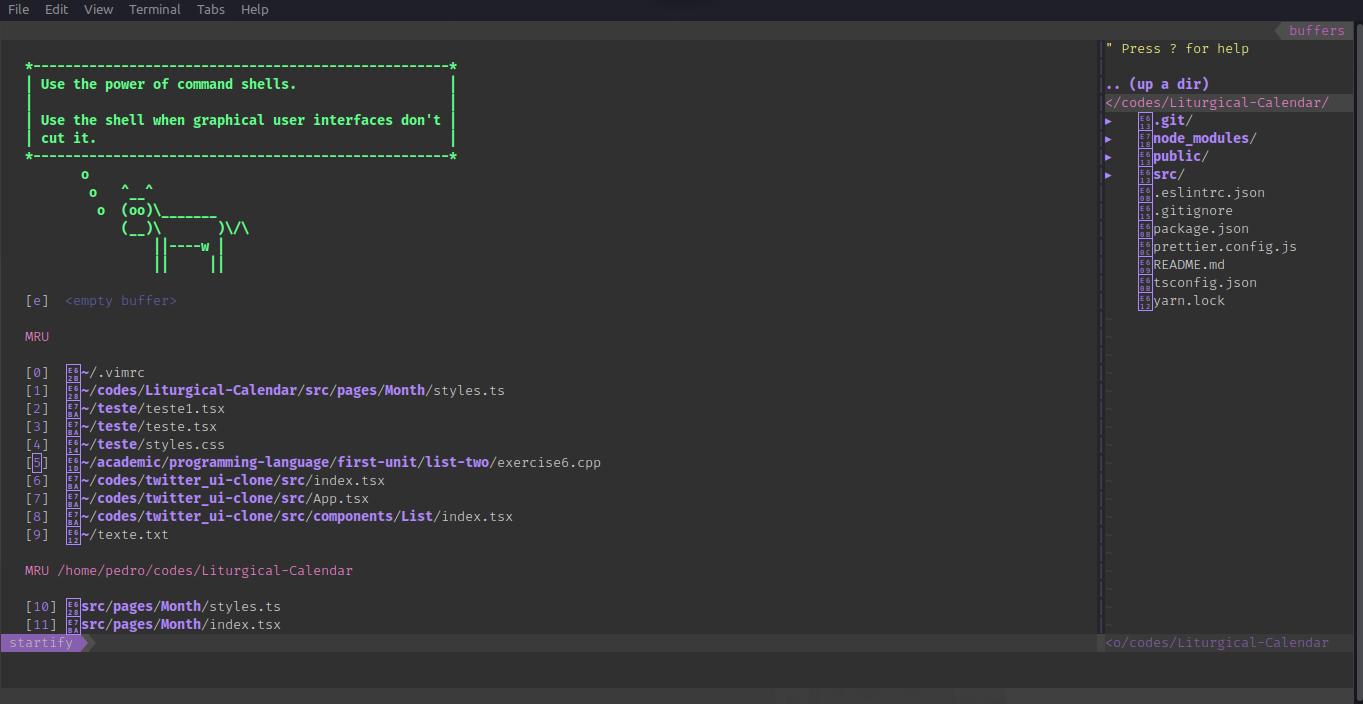 File Edit View Terminal Tabs Help
buffers
*----------------------------------------------------*
| Use the power of command shells. |
| |
| Use the shell when graphical user interfaces don't |
| cut it. |
*----------------------------------------------------*
o
o ^__^
o (oo)\_______
(__)\ )\/\
||----w |
|| ||
[e] <empty buffer>
MRU
[0] ~/.vimrc
[1] ~/codes/Liturgical-Calendar/src/pages/Month/styles.ts
[2] ~/teste/teste1.tsx
[3] ~/teste/teste.tsx
[4] ~/teste/styles.css
[5] ~/academic/programming-language/first-unit/list-two/exercise6.cpp
[6] ~/codes/twitter_ui-clone/src/index.tsx
[7] ~/codes/twitter_ui-clone/src/App.tsx
[8] ~/codes/twitter_ui-clone/src/components/List/index.tsx
[9] ~/texte.txt
MRU /home/pedro/codes/Liturgical-Calendar
[10] src/pages/Month/styles.ts
[11] src/pages/Month/index.tsx
startify
" Press ? for help
.. (up a dir)
</codes/Liturgical-Calendar/
▸ .git/
▸ node_modules/
▸ public/
▸ src/
.eslintrc.json
.gitignore
package.json
prettier.config.js
README.md
tsconfig.json
yarn.lock
<o/codes/Liturgical-Calendar